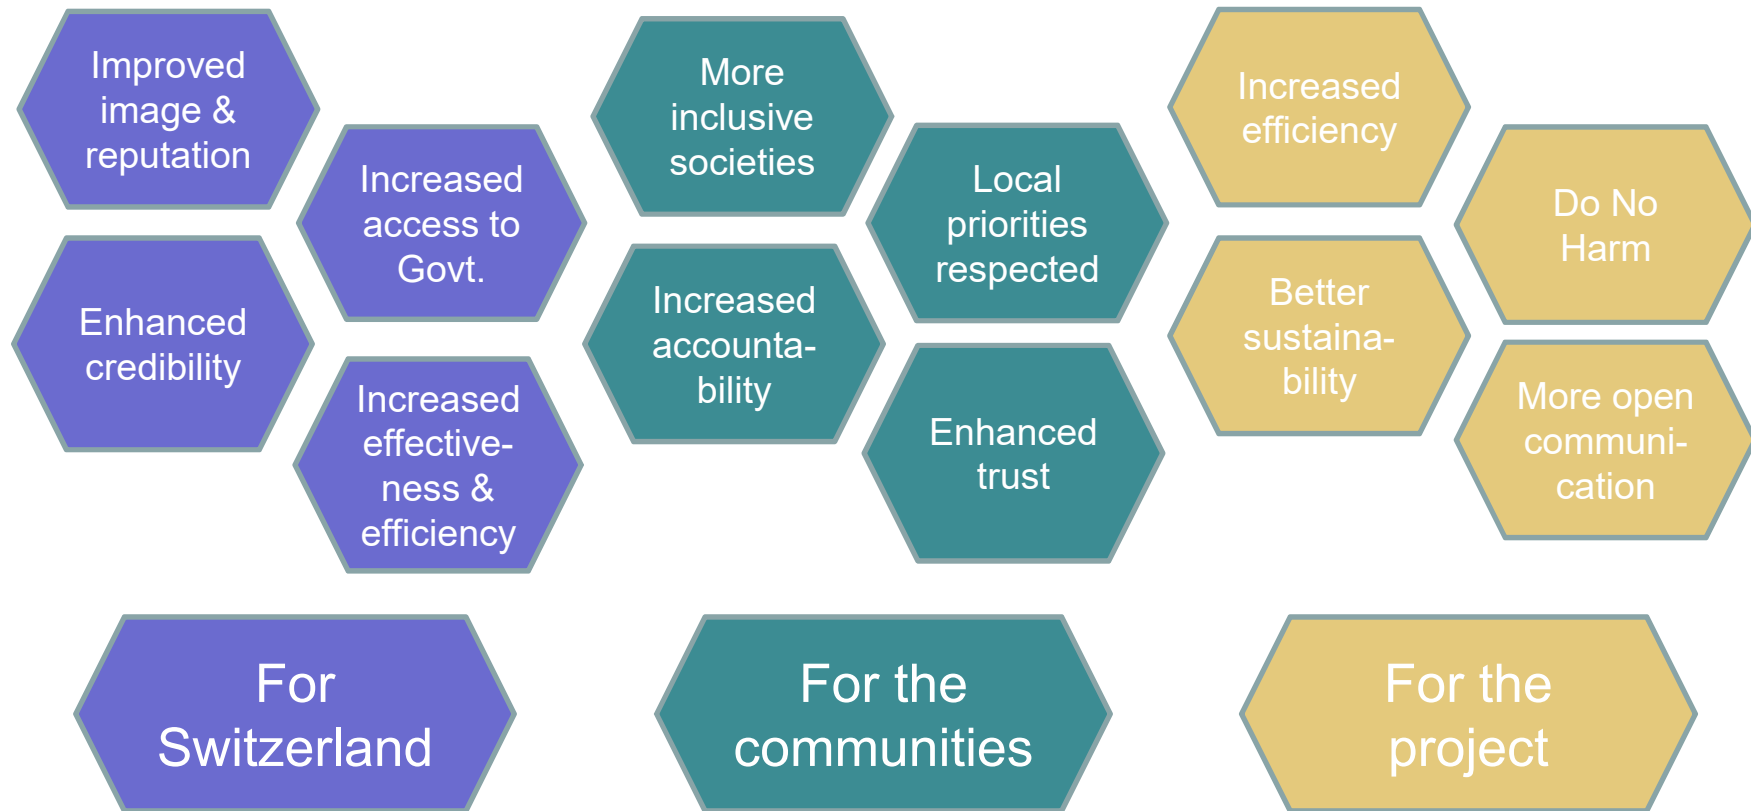 Improved
image &
reputation
Increased
access to
Govt.
Enhanced
credibility
Increased
effective-
ness &
efficiency
More
inclusive
societies
Local
priorities
respected
Increased
accounta-
bility
Enhanced
trust
Increased
efficiency
Do No
Harm
Better
sustaina-
bility
More open
communi-
cation
For
Switzerland
For the
communities
For the
project